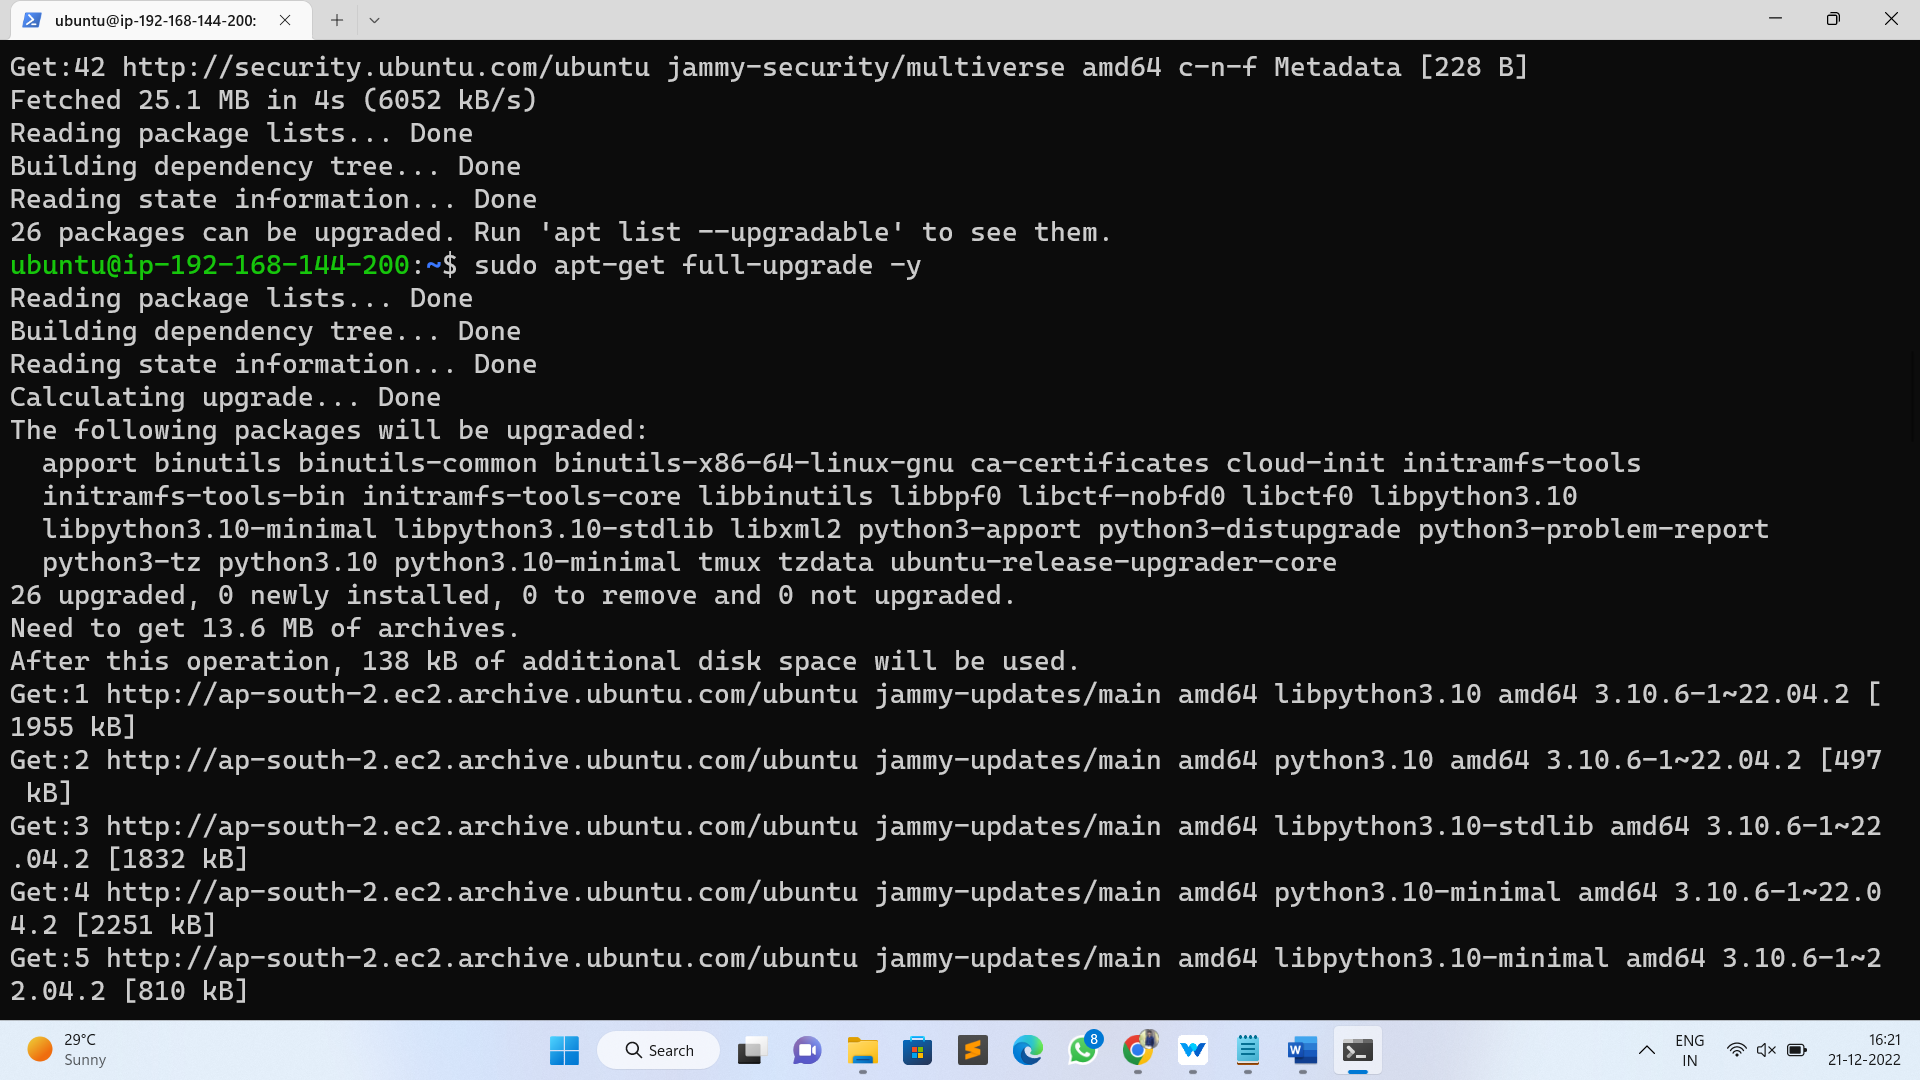 ubuntu@ip-192-168-144-200:
Get:42 http://security.ubuntu.com/ubuntu jammy-security/multiverse amd64 c-n-f Metadata [228 B]
Fetched 25.1 MB in 4s (6052 kB/s)
Reading package lists... Done
Building dependency tree... Done
Reading state information... Done
26 packages can be upgraded. Run 'apt list --upgradable' to see them.
ubuntu@ip-192-168-144-200:~$ sudo apt-get full-upgrade -y
Reading package lists... Done
Building dependency tree... Done
Reading state information... Done
Calculating upgrade... Done
The following packages will be upgraded:
  apport binutils binutils-common binutils-x86-64-linux-gnu ca-certificates cloud-init initramfs-tools
  initramfs-tools-bin initramfs-tools-core libbinutils libbpf0 libctf-nobfd0 libctf0 libpython3.10
  libpython3.10-minimal libpython3.10-stdlib libxml2 python3-apport python3-distupgrade python3-problem-report
  python3-tz python3.10 python3.10-minimal tmux tzdata ubuntu-release-upgrader-core
26 upgraded, 0 newly installed, 0 to remove and 0 not upgraded.
Need to get 13.6 MB of archives.
After this operation, 138 kB of additional disk space will be used.
Get:1 http://ap-south-2.ec2.archive.ubuntu.com/ubuntu jammy-updates/main amd64 libpython3.10 amd64 3.10.6-1~22.04.2 [
1955 kB]
Get:2 http://ap-south-2.ec2.archive.ubuntu.com/ubuntu jammy-updates/main amd64 python3.10 amd64 3.10.6-1~22.04.2 [497
 kB]
Get:3 http://ap-south-2.ec2.archive.ubuntu.com/ubuntu jammy-updates/main amd64 libpython3.10-stdlib amd64 3.10.6-1~22
.04.2 [1832 kB]
Get:4 http://ap-south-2.ec2.archive.ubuntu.com/ubuntu jammy-updates/main amd64 python3.10-minimal amd64 3.10.6-1~22.0
4.2 [2251 kB]
Get:5 http://ap-south-2.ec2.archive.ubuntu.com/ubuntu jammy-updates/main amd64 libpython3.10-minimal amd64 3.10.6-1~2
2.04.2 [810 kB]
29°C
Sunny
Search
8
W
ENG
IN
16:21
21-12-2022